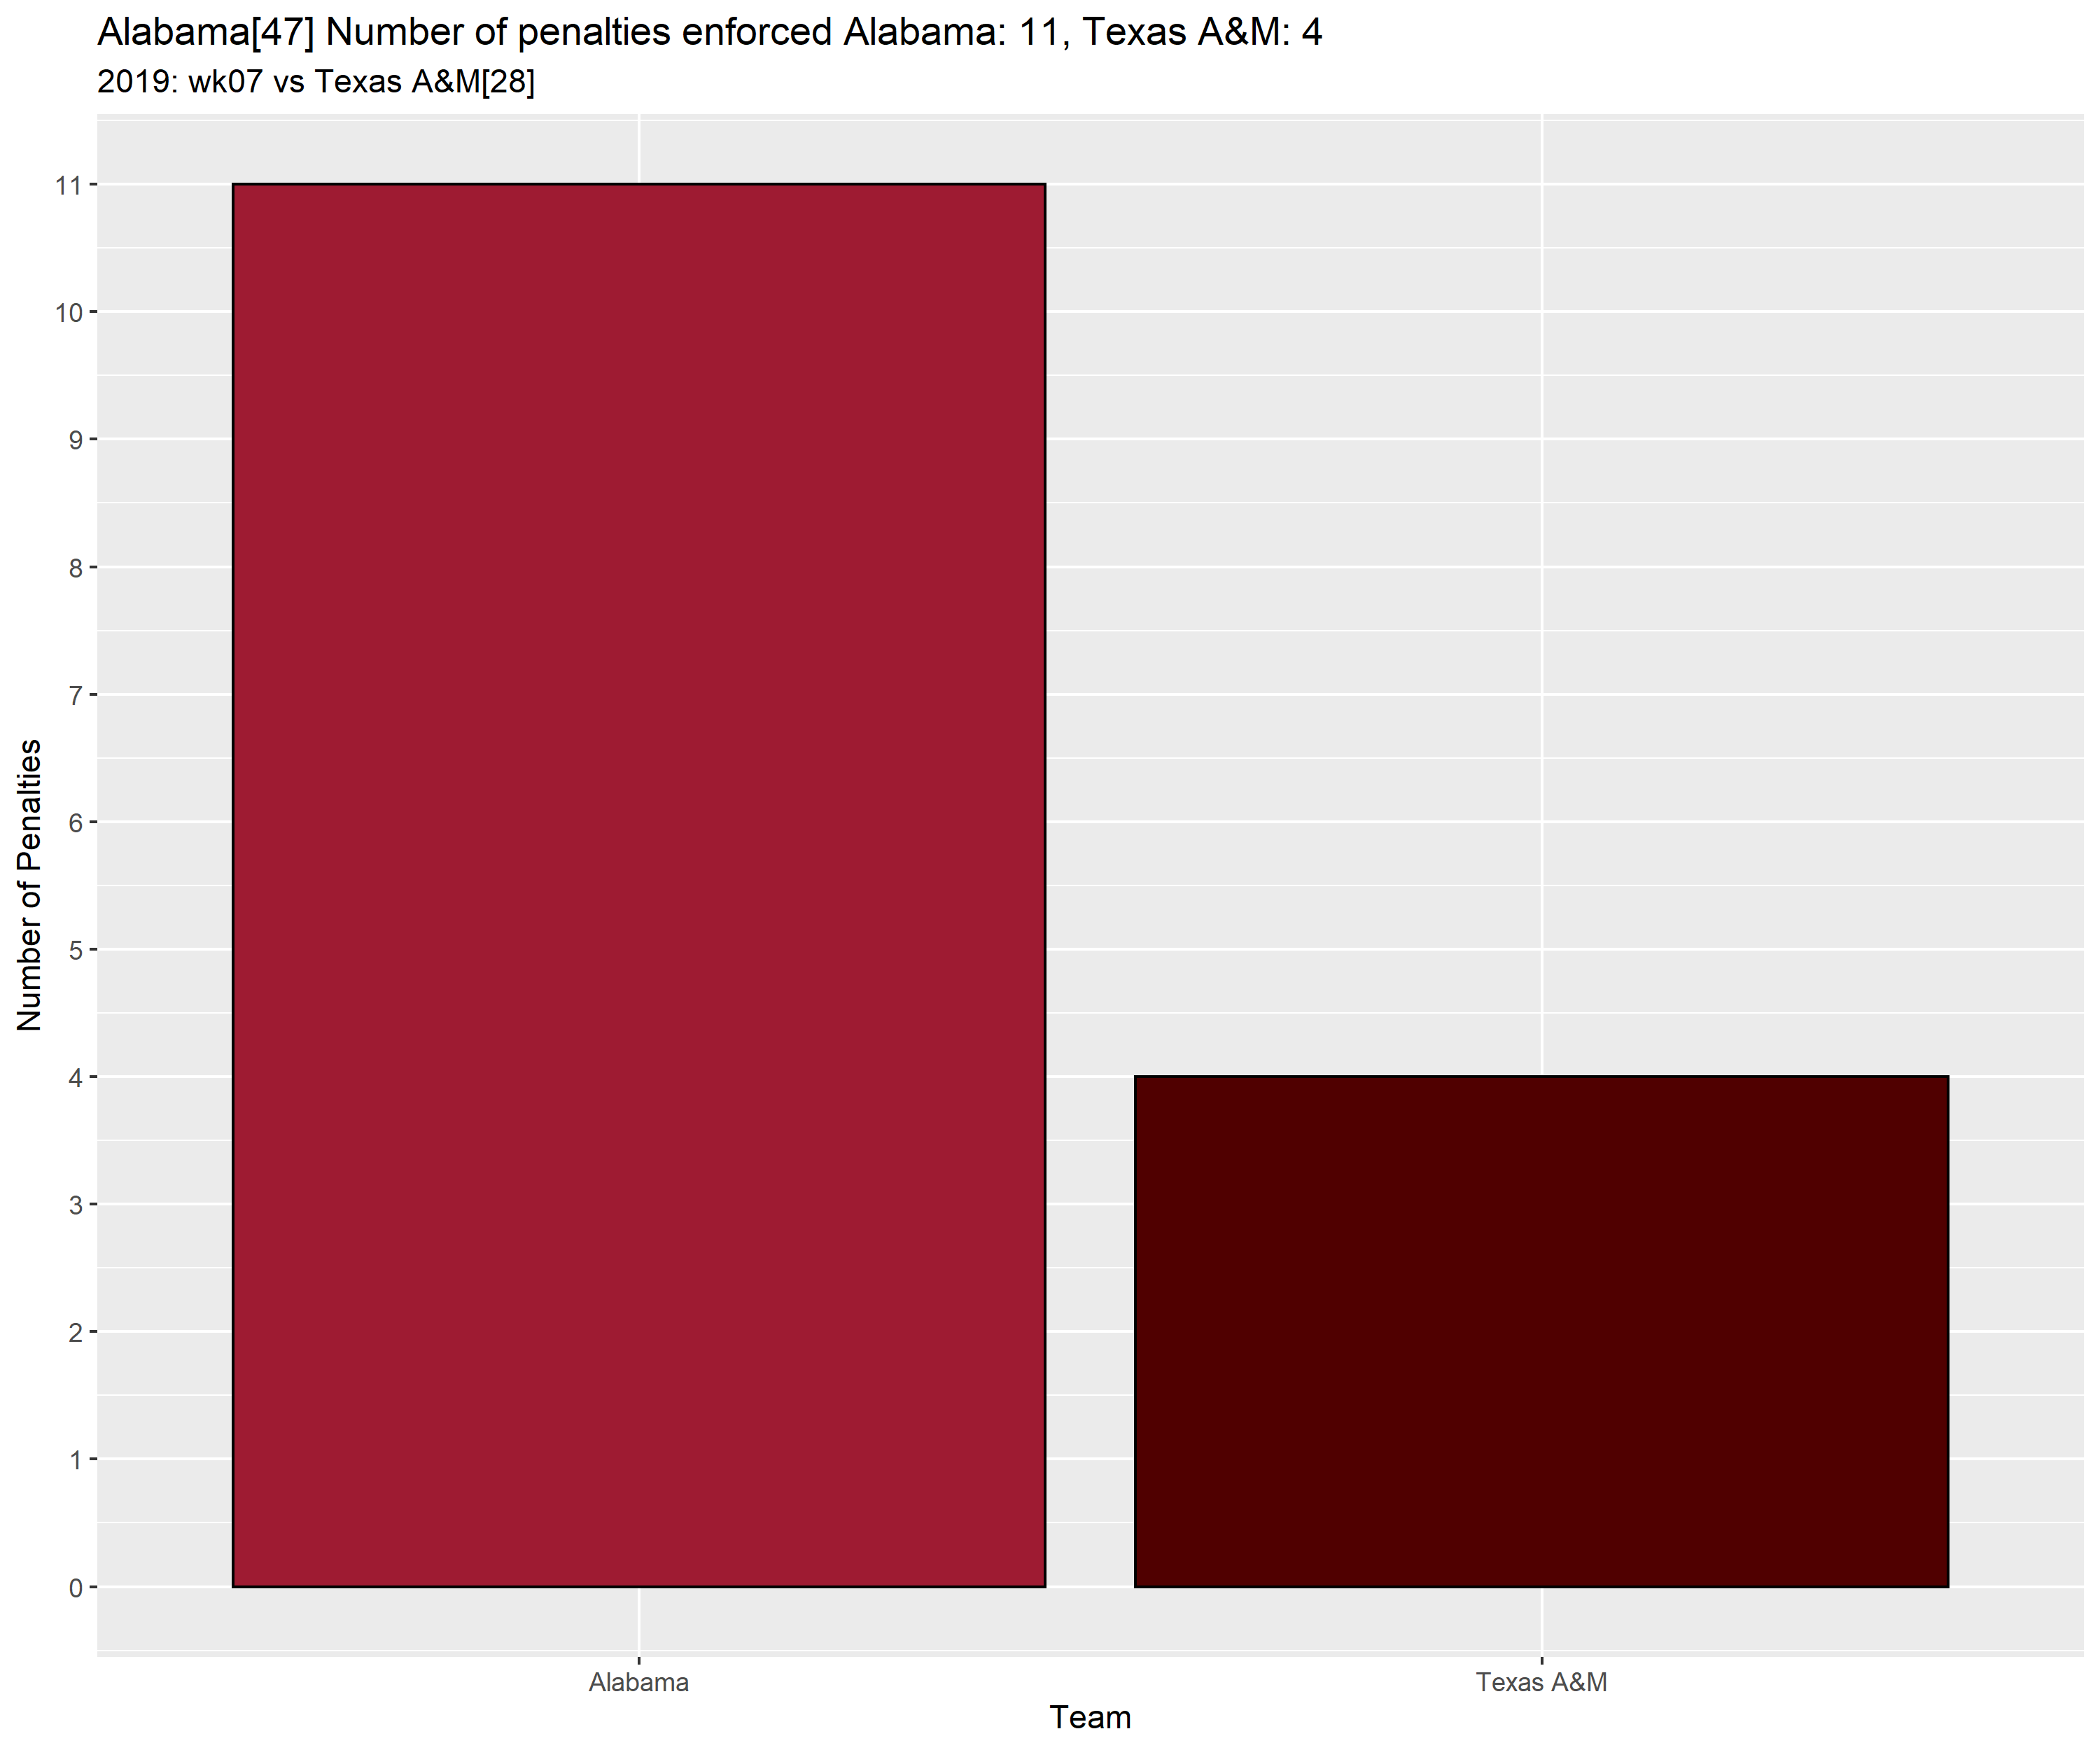 Alabama[47] Number of penalties enforced Alabama: 11, Texas A&M: 4
2019: wk07 vs Texas A&M[28]
Number of Penalties
11
10
9
8
7
6
5
4
3
2
1
0
Alabama
Texas A&M
Team